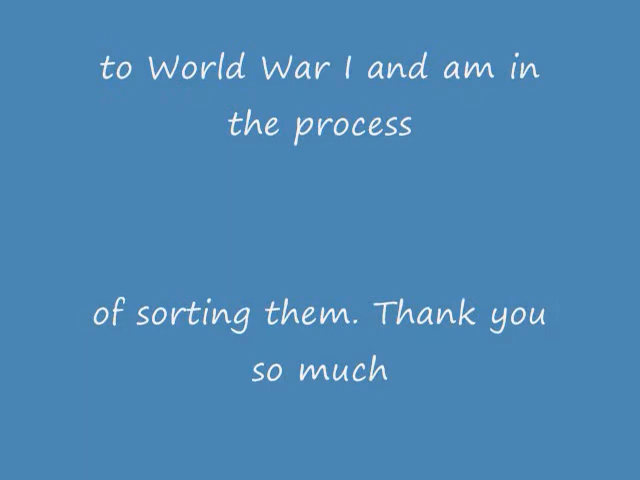 to World War I and am in
the process
of sorting them. Thank you
so much